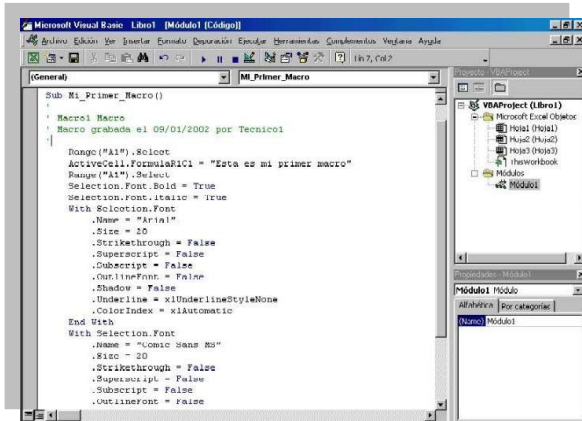 Microsoft Visual Basic - Libro1 - [Módulo1 (Código)]
Archivo Edición Ver Insertar Formato Depuración Ejecutar Herramientas Complementos Ventana Ayuda
Lín 7, Col 2
(General)
Mi_Primer_Macro
Sub Mi_Primer_Macro()
'
' Macro1 Macro
' Macro grabada el 09/01/2002 por Tecnico1
'
Range("A1").Select
ActiveCell.FormulaR1C1 = "Esta es mi primer macro"
Range("A1").Select
Selection.Font.Bold = True
Selection.Font.Italic = True
With Selection.Font
.Name = "Arial"
.Size = 20
.Strikethrough = False
.Superscript = False
.Subscript = False
.OutlineFont = False
.Shadow = False
.Underline = xlUnderlineStyleNone
.ColorIndex = xlAutomatic
End With
With Selection.Font
.Name = "Comic Sans MS"
.Size = 20
.Strikethrough = False
.Superscript = False
.Subscript = False
.OutlineFont = False
Proyecto - VBAProject
VBAProject (Libro1)
Microsoft Excel Objetos
Hoja1 (Hoja1)
Hoja2 (Hoja2)
Hoja3 (Hoja3)
ThisWorkbook
Módulos
Módulo1
Propiedades - Módulo1
Módulo1 Módulo
Alfabética Por categorías
(Name) Módulo1